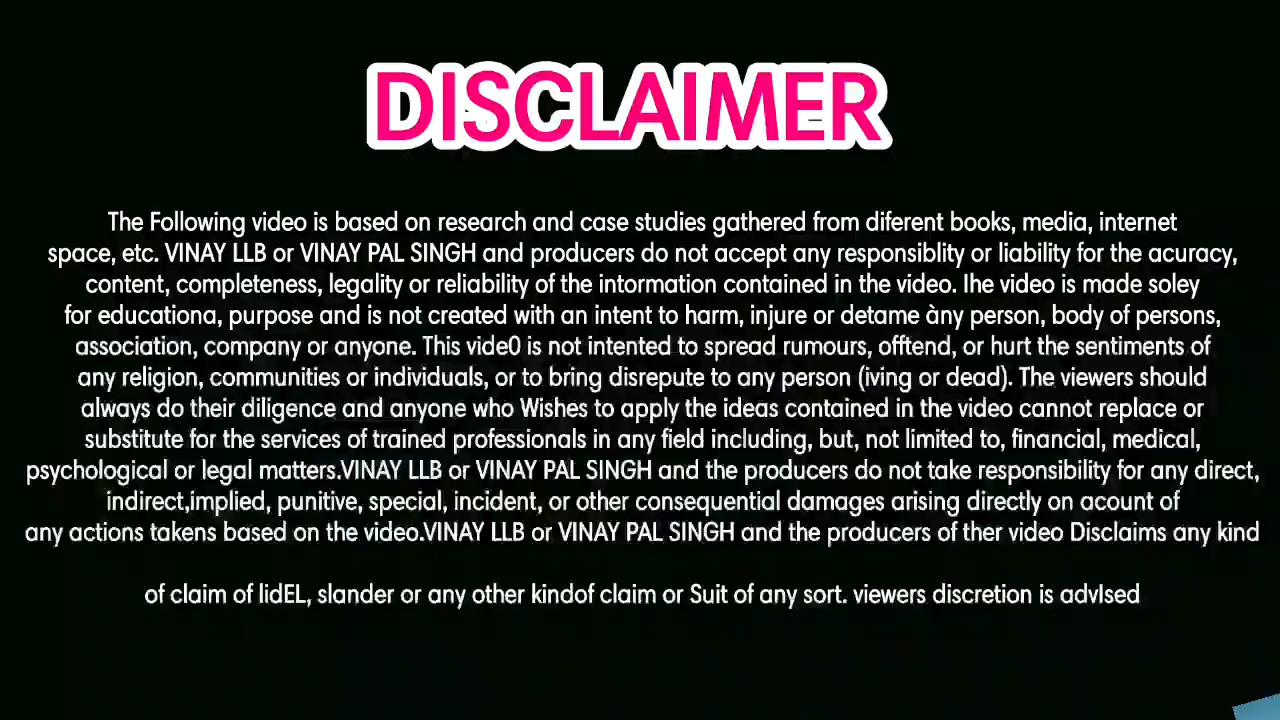 DISCLAIMER
The Following video is based on research and case studies gathered from diferent books, media, internet
space, etc. VINAY LLB or VINAY PAL SINGH and producers do not accept any responsiblity or liability for the acuracy,
content, completeness, legality or reliability of the intormation contained in the video. Ihe video is made soley
for educationa, purpose and is not created with an intent to harm, injure or detame àny person, body of persons,
association, company or anyone. This vide0 is not intented to spread rumours, offtend, or hurt the sentiments of
any religion, communities or individuals, or to bring disrepute to any person (iving or dead). The viewers should
always do their diligence and anyone who Wishes to apply the ideas contained in the video cannot replace or
substitute for the services of trained professionals in any field including, but, not limited to, financial, medical,
psychological or legal matters.VINAY LLB or VINAY PAL SINGH and the producers do not take responsibility for any direct,
indirect,implied, punitive, special, incident, or other consequential damages arising directly on acount of
any actions takens based on the video.VINAY LLB or VINAY PAL SINGH and the producers of ther video Disclaims any kind
of claim of lidEL, slander or any other kindof claim or Suit of any sort. viewers discretion is advIsed